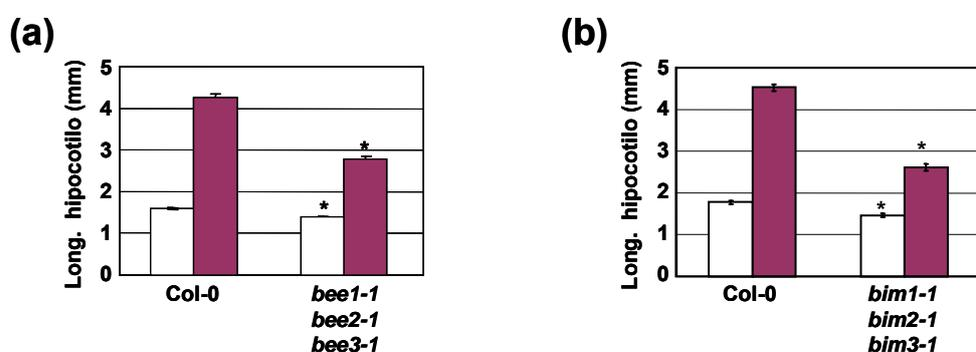 (a)
Long. hipocotilo (mm)
5
4
3
2
1
0
*
*
Col-0
bee1-1
bee2-1
bee3-1
(b)
Long. hipocotilo (mm)
5
4
3
2
1
0
*
*
Col-0
bim1-1
bim2-1
bim3-1